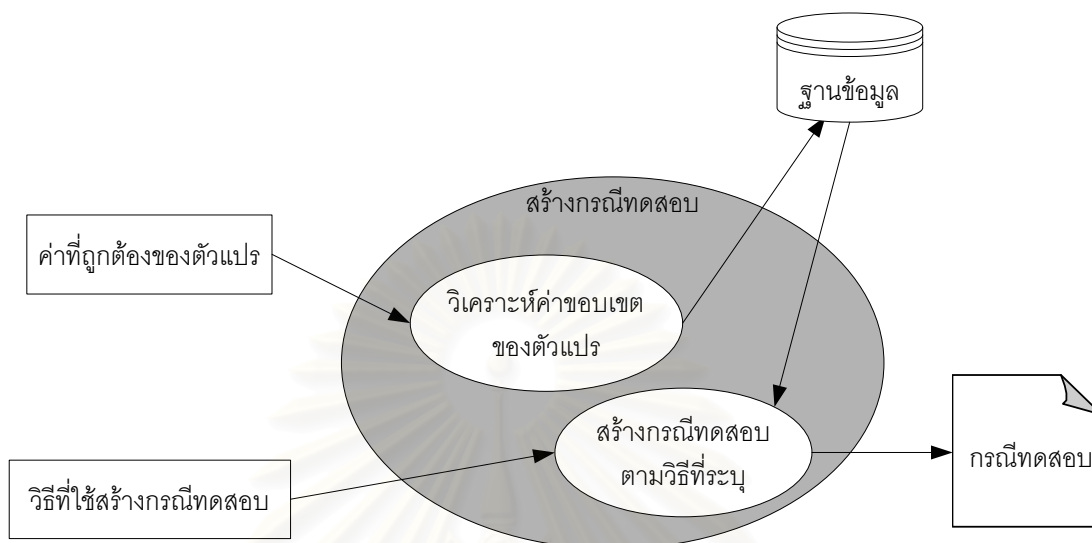 ฐานข้อมูล
สร้างกรณีทดสอบ
ค่าที่ถูกต้องของตัวแปร
วิเคราะห์ค่าขอบเขต
ของตัวแปร
สร้างกรณีทดสอบ
ตามวิธีที่ระบุ
กรณีทดสอบ
วิธีที่ใช้สร้างกรณีทดสอบ